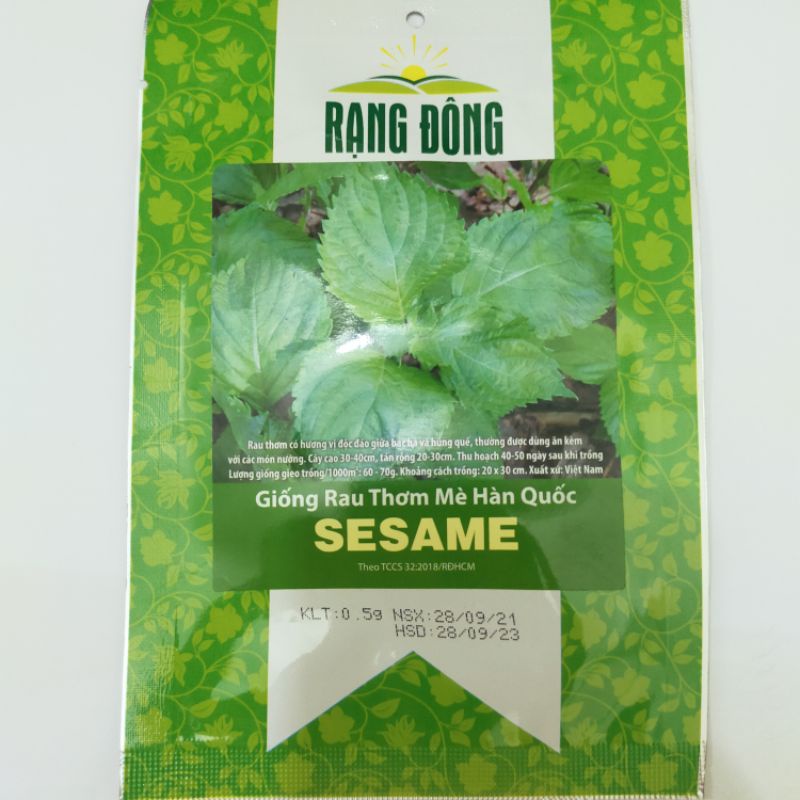 RẠNG ĐÔNG
Rau thơm có hương vị độc đáo giữa bạc hà và húng quế, thường được dùng ăn kèm
với các món nướng. Cây cao 30-40cm, tán rộng 20-30cm. Thu hoạch 40-50 ngày sau khi trồng
Lượng giống gieo trồng/1000m²: 60 - 70g. Khoảng cách trồng: 20 x 30 cm. Xuất xứ: Việt Nam
Giống Rau Thơm Mè Hàn Quốc
SESAME
Theo TCCS 32:2018/RĐHCM
KLT:0.5g NSX:28/09/21
HSD:28/09/23